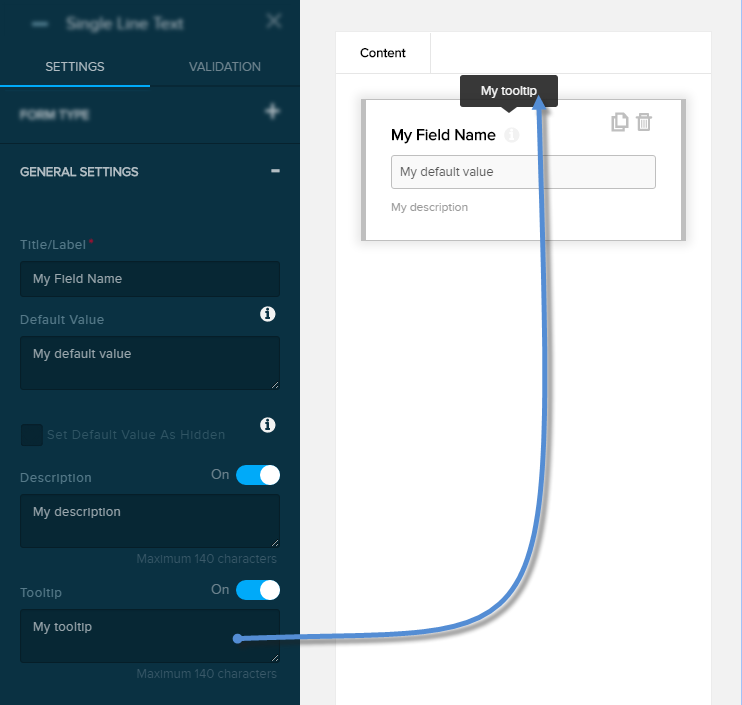 Single Line Text
SETTINGS
VALIDATION
FORM TYPE
GENERAL SETTINGS
Title/Label*
My Field Name
Default Value
My default value
Set Default Value As Hidden
Description
On
My description
Maximum 140 characters
Tooltip
On
My tooltip
Maximum 140 characters
Content
My tooltip
My Field Name
My default value
My description